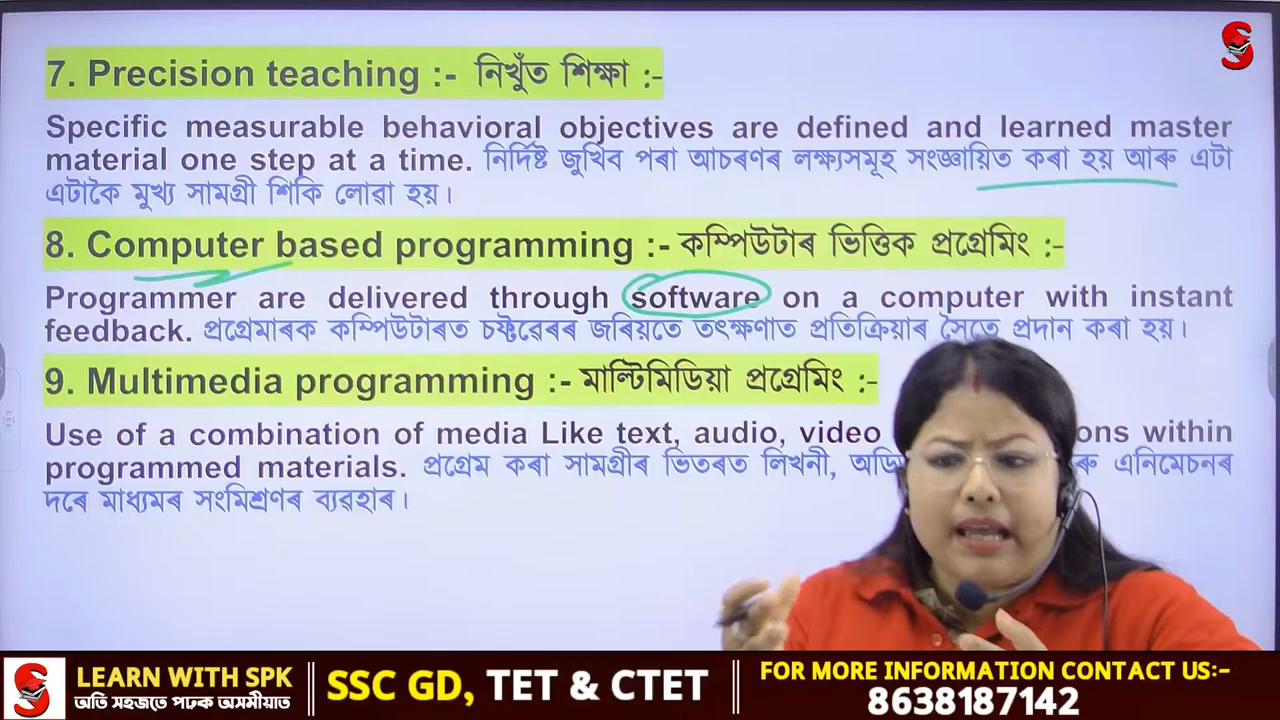 7. Precision teaching :- নিখুঁত শিক্ষা :-
Specific measurable behavioral objectives are defined and learned master
material one step at a time. নিৰ্দিষ্ট জুখিব পৰা আচৰণৰ লক্ষ্যসমূহ সংজ্ঞায়িত কৰা হয় আৰু এটা
এটাকৈ মুখ্য সামগ্ৰী শিকি লোৱা হয়।
8. Computer based programming :- কম্পিউটাৰ ভিত্তিক প্ৰগ্ৰেমিং :-
Programmer are delivered through software on a computer with instant
feedback. প্ৰগ্ৰেমাৰক কম্পিউটাৰত চফ্টৱেৰৰ জৰিয়তে তৎক্ষণাত প্ৰতিক্ৰিয়াৰ সৈতে প্ৰদান কৰা হয়।
9. Multimedia programming :- মাল্টিমিডিয়া প্ৰগ্ৰেমিং :-
Use of a combination of media Like text, audio, video within
programmed materials. প্ৰগ্ৰেম কৰা সামগ্ৰীৰ ভিতৰত লিখনী, এনিমেচনৰ
দৰে মাধ্যমৰ সংমিশ্ৰণৰ ব্যৱহাৰ।
LEARN WITH SPK
অতি সহজতে পঢ়ক অসমীয়াত
SSC GD, TET & CTET
FOR MORE INFORMATION CONTACT US:-
8638187142